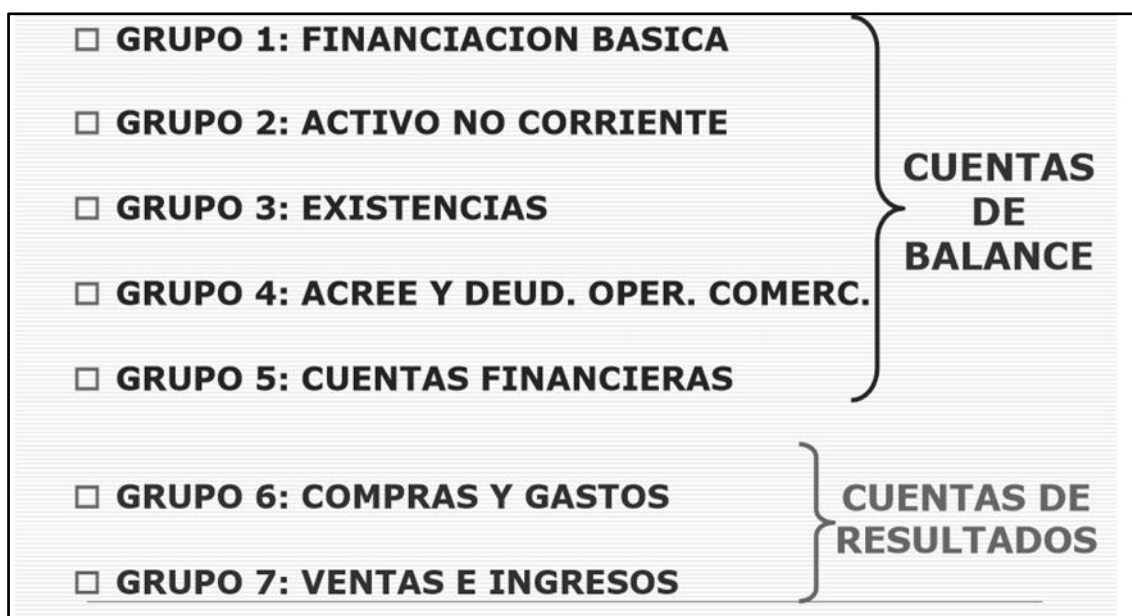 GRUPO 1: FINANCIACION BASICA
GRUPO 2: ACTIVO NO CORRIENTE
GRUPO 3: EXISTENCIAS
GRUPO 4: ACREE Y DEUD. OPER. COMERC.
GRUPO 5: CUENTAS FINANCIERAS
CUENTAS
DE
BALANCE
GRUPO 6: COMPRAS Y GASTOS
GRUPO 7: VENTAS E INGRESOS
CUENTAS DE
RESULTADOS